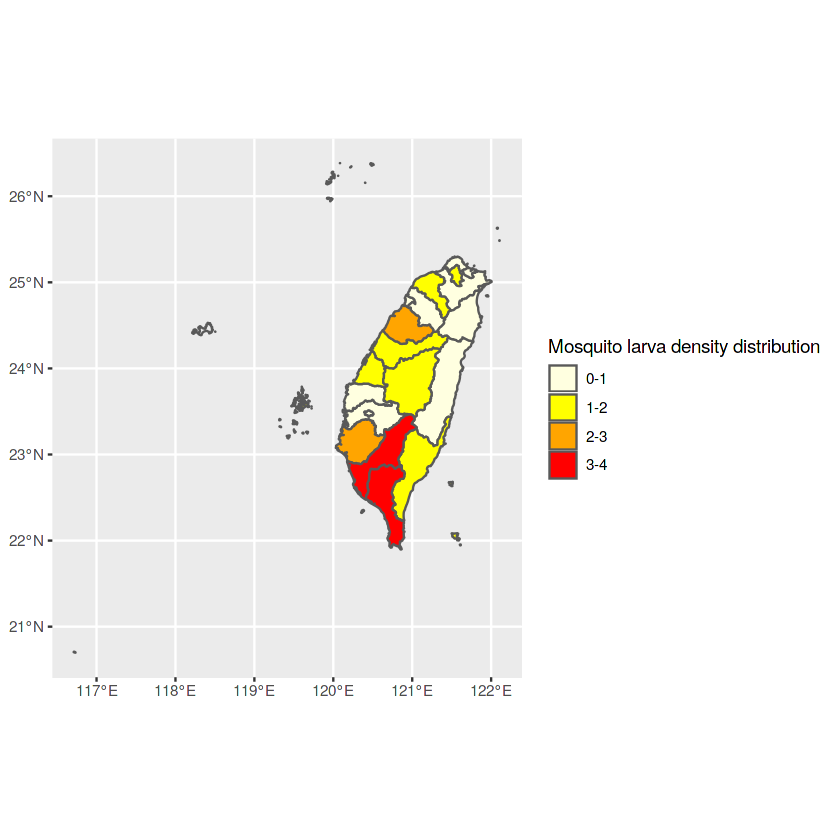 26°N
25°N
24°N
23°N
22°N
21°N
117°E 118°E 119°E 120°E 121°E 122°E
Mosquito larva density distribution
0-1
1-2
2-3
3-4